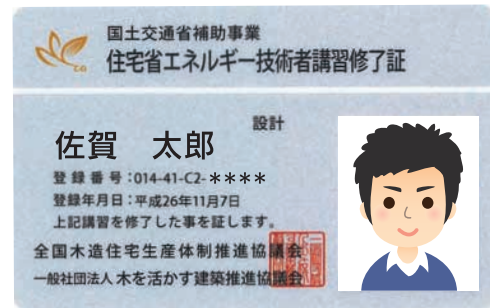 国土交通省補助事業
住宅省エネルギー技術者講習修了証
設計
佐賀　太郎
登録番号:014-41-C2-****
登録年月日:平成26年11月7日
上記講習を修了した事を証します。
全国木造住宅生産体制推進協議会
一般社団法人 木を活かす建築推進協議会